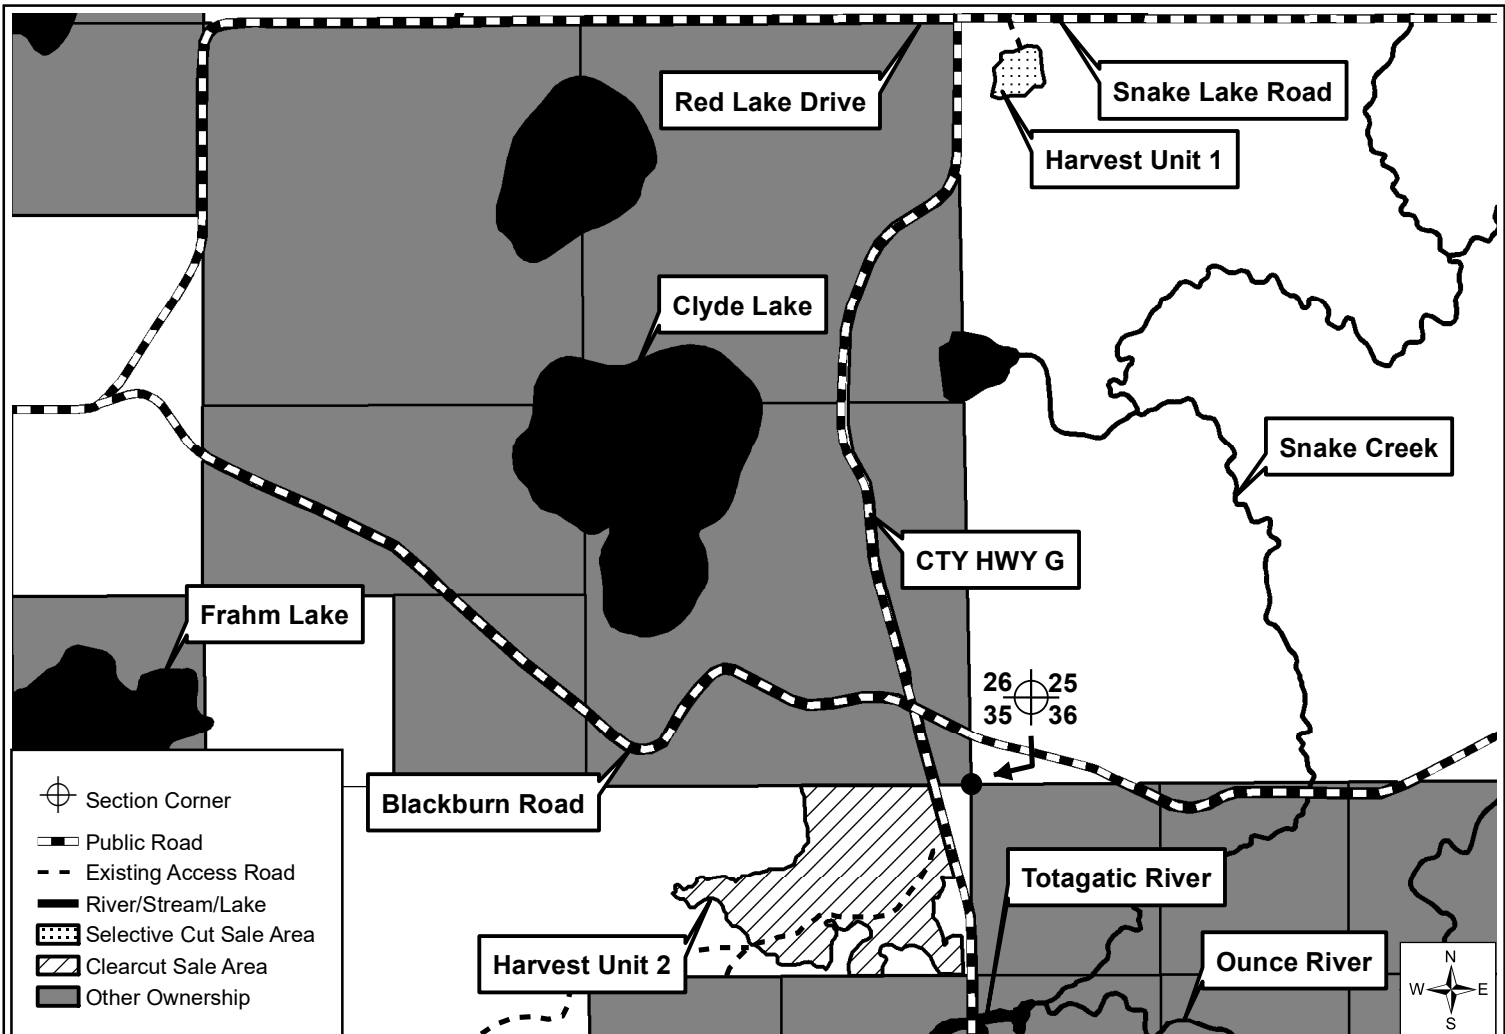 Red Lake Drive
Snake Lake Road
Harvest Unit 1
Clyde Lake
Snake Creek
CTY HWY G
Frahm Lake
26 25
35 36
Blackburn Road
Section Corner
Public Road
Existing Access Road
River/Stream/Lake
Selective Cut Sale Area
Clearcut Sale Area
Other Ownership
Totagatic River
Harvest Unit 2
Ounce River
N
W E
S